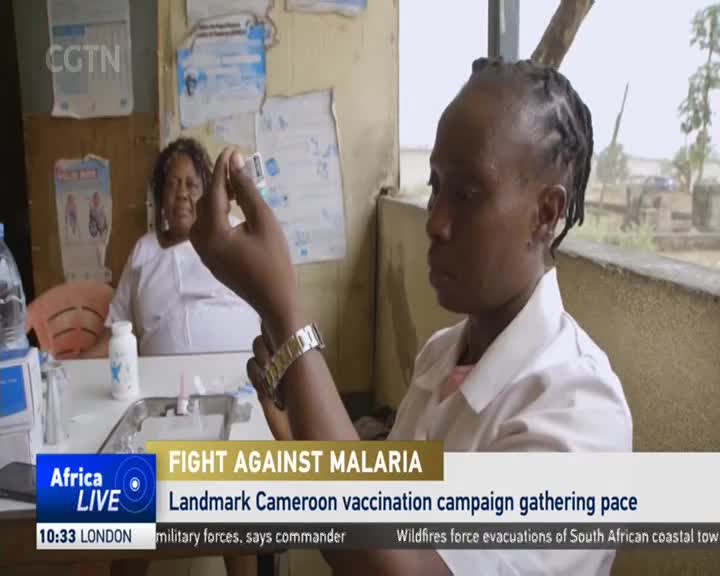 CGTN
FIGHT AGAINST MALARIA
Africa
LIVE
Landmark Cameroon vaccination campaign gathering pace
10:33 LONDON
military forces, says commander
Wildfires force evacuations of South African coastal tow